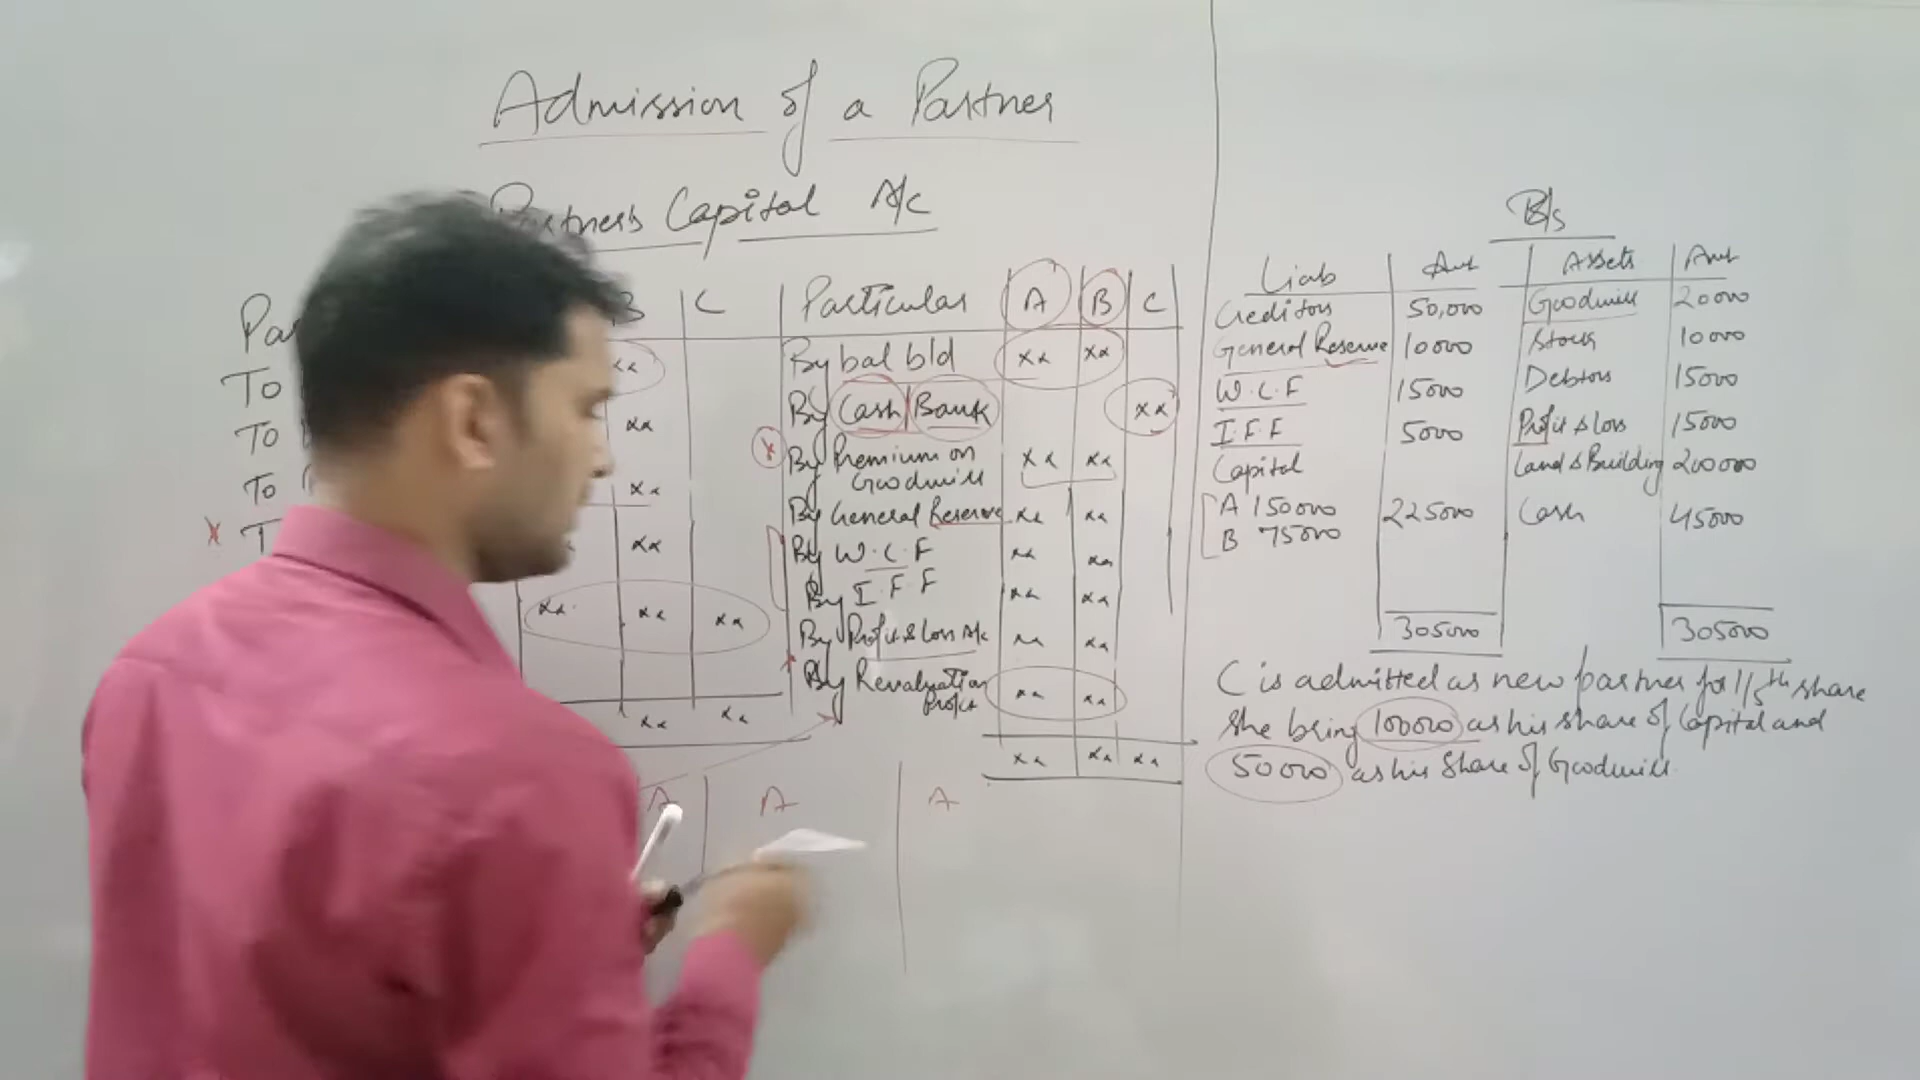 Admission of a Partner
Partner's Capital A/c
B C Particular A B C
To xx By bal b/d xx xx
To xx By Cash | Bank xx
x By Premium on Goodwill xx xx
To xx By General Reserve xx xx
x xx By W.C.F xx xx
By I.F.F xx xx
xx xx xx By Profit & Loss A/c xx xx
By Revaluation Profit xx xx
xx xx xx xx xx
A A A
B/s
Liab Amt Assets Amt
Creditors 50,000 Goodwill 20000
General Reserve 10000 Stock 10000
W.C.F 15000 Debtors 15000
I.F.F 5000 Profit & Loss 15000
Capital Land & Building 200000
A 150000 225000 Cash 45000
B 75000
305000 305000
C is admitted as new partner for 1/5th share
She bring 100000 as his share of Capital and
50000 as his Share of Goodwill.